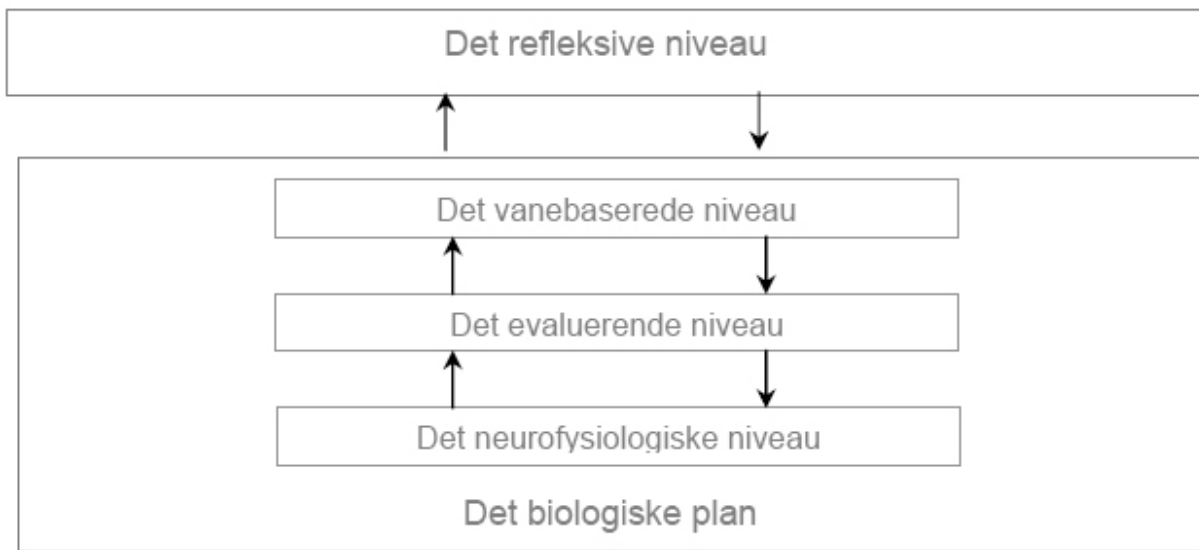 Det refleksive niveau
Det vanebaserede niveau
Det evaluerende niveau
Det neurofysiologiske niveau
Det biologiske plan